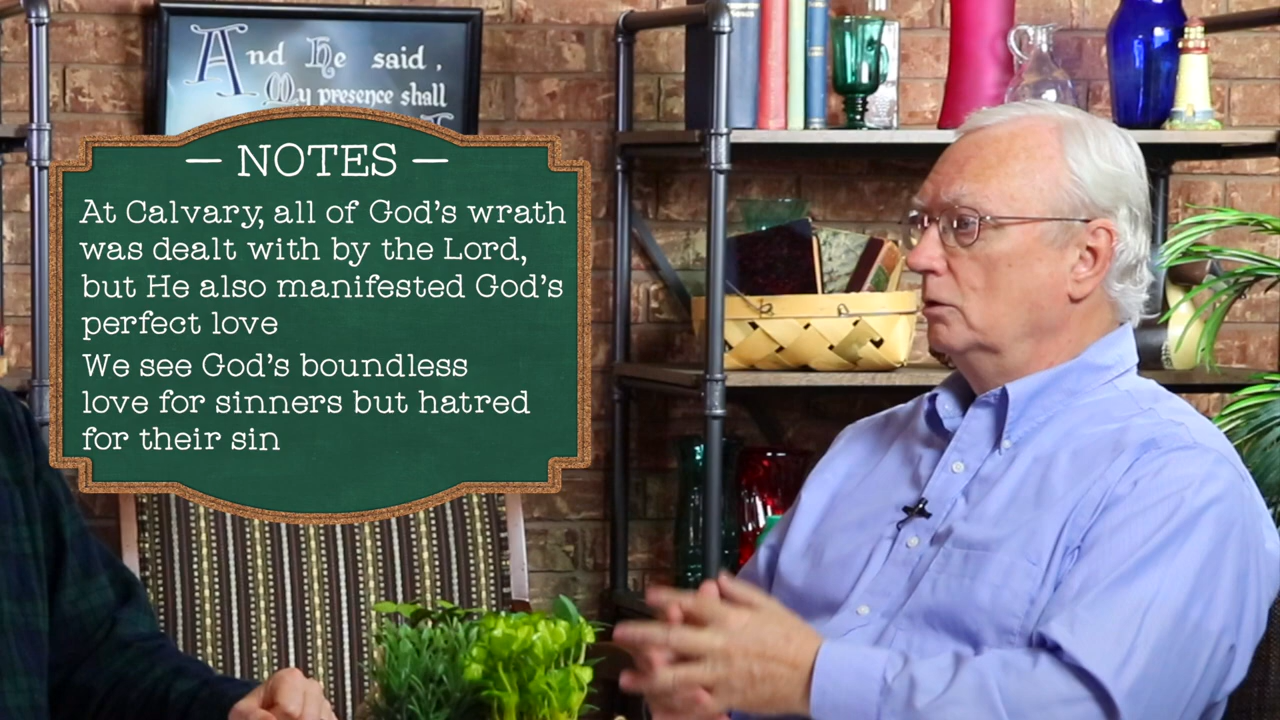 And He said,
My presence shall
— NOTES —
At Calvary, all of God's wrath
was dealt with by the Lord,
but He also manifested God's
perfect love
We see God's boundless
love for sinners but hatred
for their sin